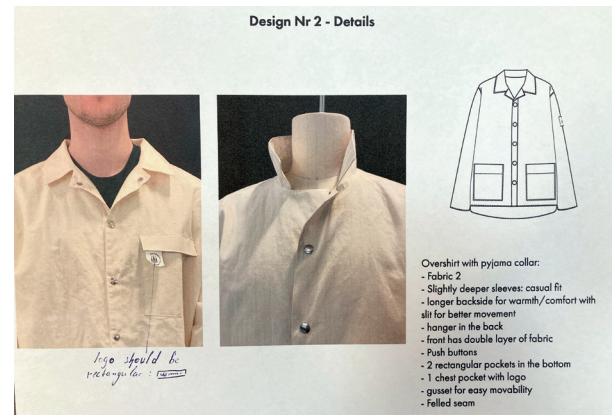 Design Nr 2 - Details
logo should be
rectangular :
Overshirt with pyjama collar:
- Fabric 2
- Slightly deeper sleeves: casual fit
- longer backside for warmth/comfort with
slit for better movement
- hanger in the back
- front has double layer of fabric
- Push buttons
- 2 rectangular pockets in the bottom
- 1 chest pocket with logo
- gusset for easy movability
- Felled seam